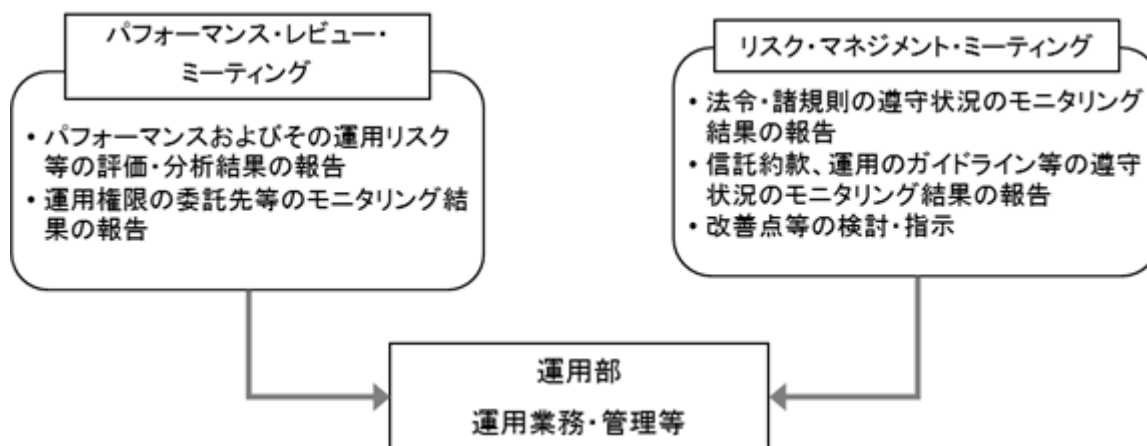 パフォーマンス・レビュー・
ミーティング
• パフォーマンスおよびその運用リスク
等の評価・分析結果の報告
• 運用権限の委託先等のモニタリング結
果の報告
リスク・マネジメント・ミーティング
• 法令・諸規則の遵守状況のモニタリング
結果の報告
• 信託約款、運用のガイドライン等の遵守
状況のモニタリング結果の報告
• 改善点等の検討・指示
運用部
運用業務・管理等